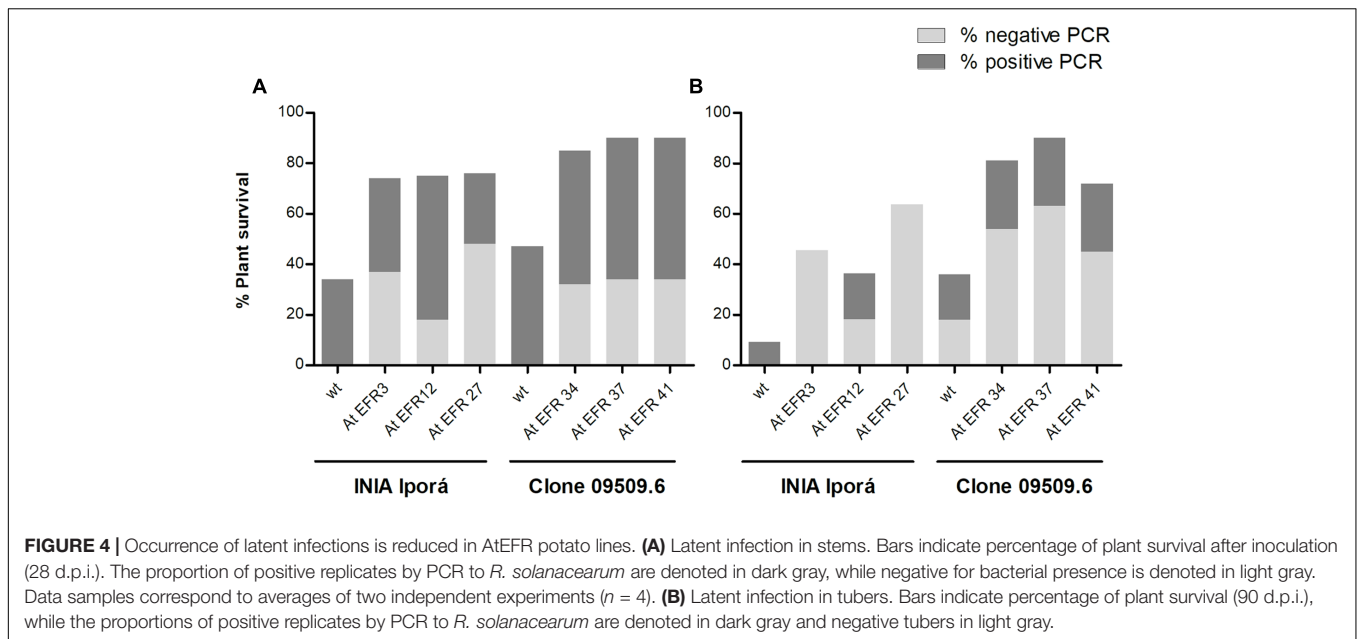 % negative PCR
% positive PCR
A
B
% Plant survival
100
80
60
40
20
0
wt
At EFR3
At EFR12
At EFR 27
wt
At EFR 34
At EFR 37
At EFR 41
INIA Iporá
Clone 09509.6
100
80
60
40
20
0
wt
At EFR3
At EFR12
At EFR 27
wt
At EFR 34
At EFR 37
At EFR 41
INIA Iporá
Clone 09509.6
FIGURE 4 | Occurrence of latent infections is reduced in AtEFR potato lines. (A) Latent infection in stems. Bars indicate percentage of plant survival after inoculation
(28 d.p.i.). The proportion of positive replicates by PCR to R. solanacearum are denoted in dark gray, while negative for bacterial presence is denoted in light gray.
Data samples correspond to averages of two independent experiments (n = 4). (B) Latent infection in tubers. Bars indicate percentage of plant survival (90 d.p.i.),
while the proportions of positive replicates by PCR to R. solanacearum are denoted in dark gray and negative tubers in light gray.